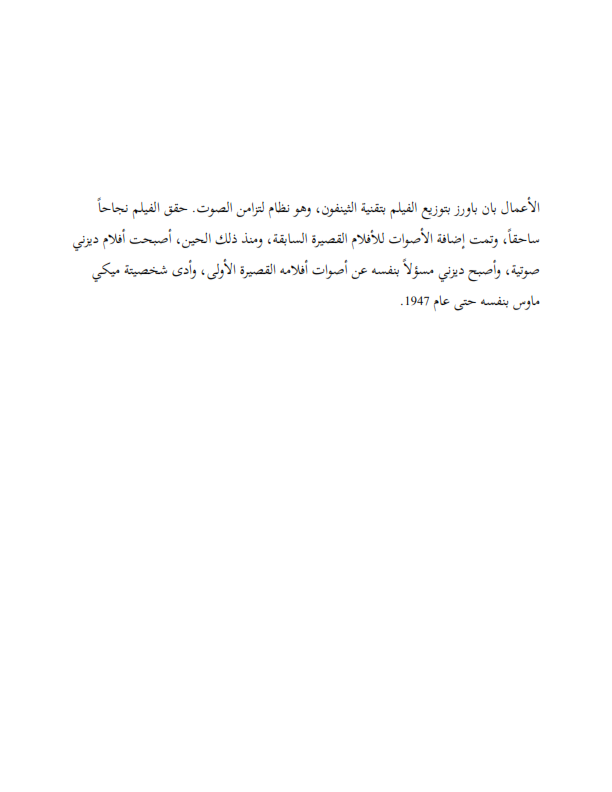 الأعمال بان باورز بتوزيع الفيلم بتقنية الثينفون، وهو نظام لتزامن الصوت. حقق الفيلم نجاحاً
ساحقاً، وتمت إضافة الأصوات للأفلام القصيرة السابقة، ومنذ ذلك الحين، أصبحت أفلام ديزني
صوتية، وأصبح ديزني مسؤلاً بنفسه عن أصوات أفلامه القصيرة الأولى، وأدى شخصيتة ميكي
ماوس بنفسه حتى عام 1947.